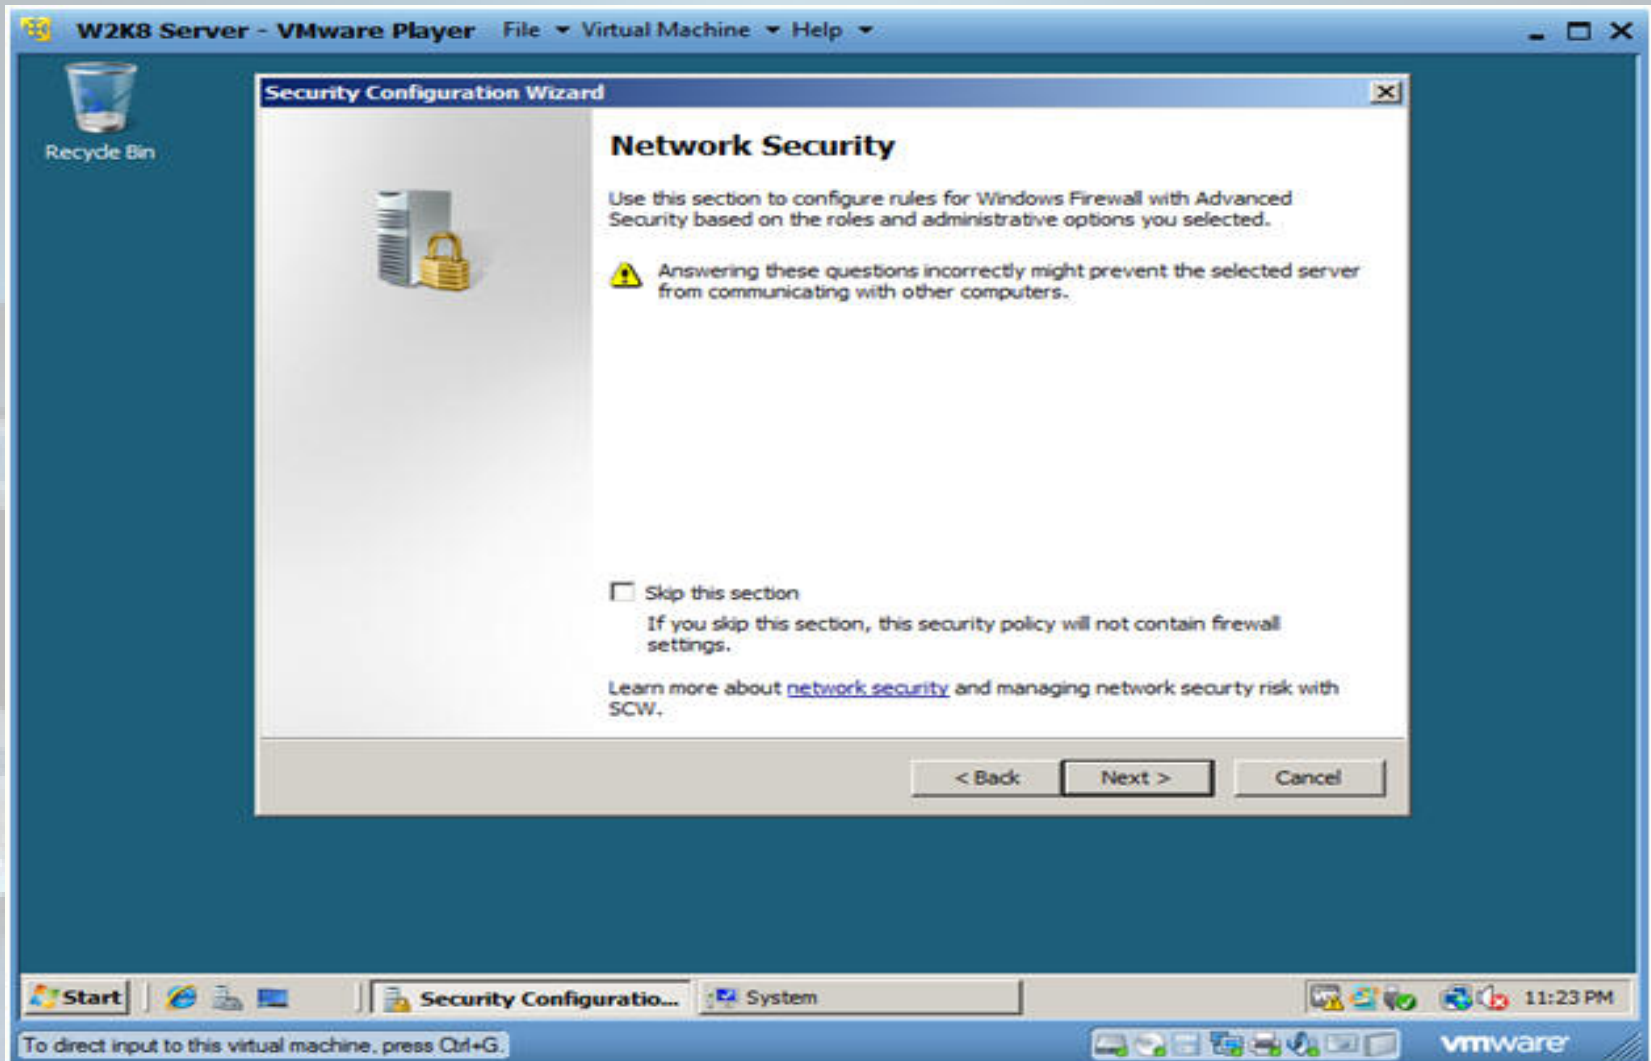 W2K8 Server - VMware Player File Virtual Machine Help
Recycle Bin
Security Configuration Wizard
Network Security
Use this section to configure rules for Windows Firewall with Advanced
Security based on the roles and administrative options you selected.
Answering these questions incorrectly might prevent the selected server
from communicating with other computers.
Skip this section
If you skip this section, this security policy will not contain firewall
settings.
Learn more about network security and managing network securty risk with
SCW.
< Back Next > Cancel
Start Security Configuratio... System 11:23 PM
To direct input to this virtual machine, press Ctrl+G. vmware